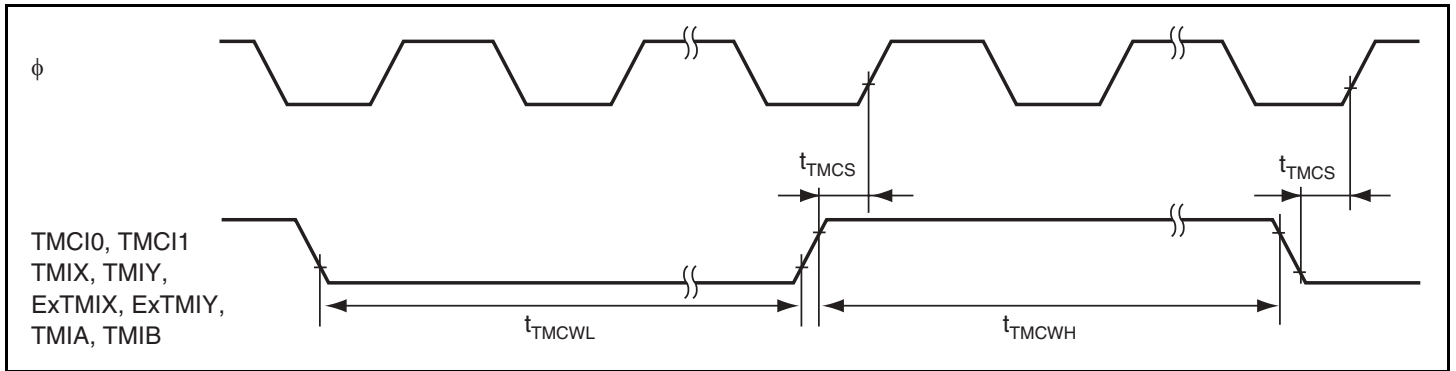 ϕ
tTMCS
tTMCS
TMCI0, TMCI1
TMIX, TMIY,
ExTMIX, ExTMIY,
TMIA, TMIB
tTMCWL
tTMCWH